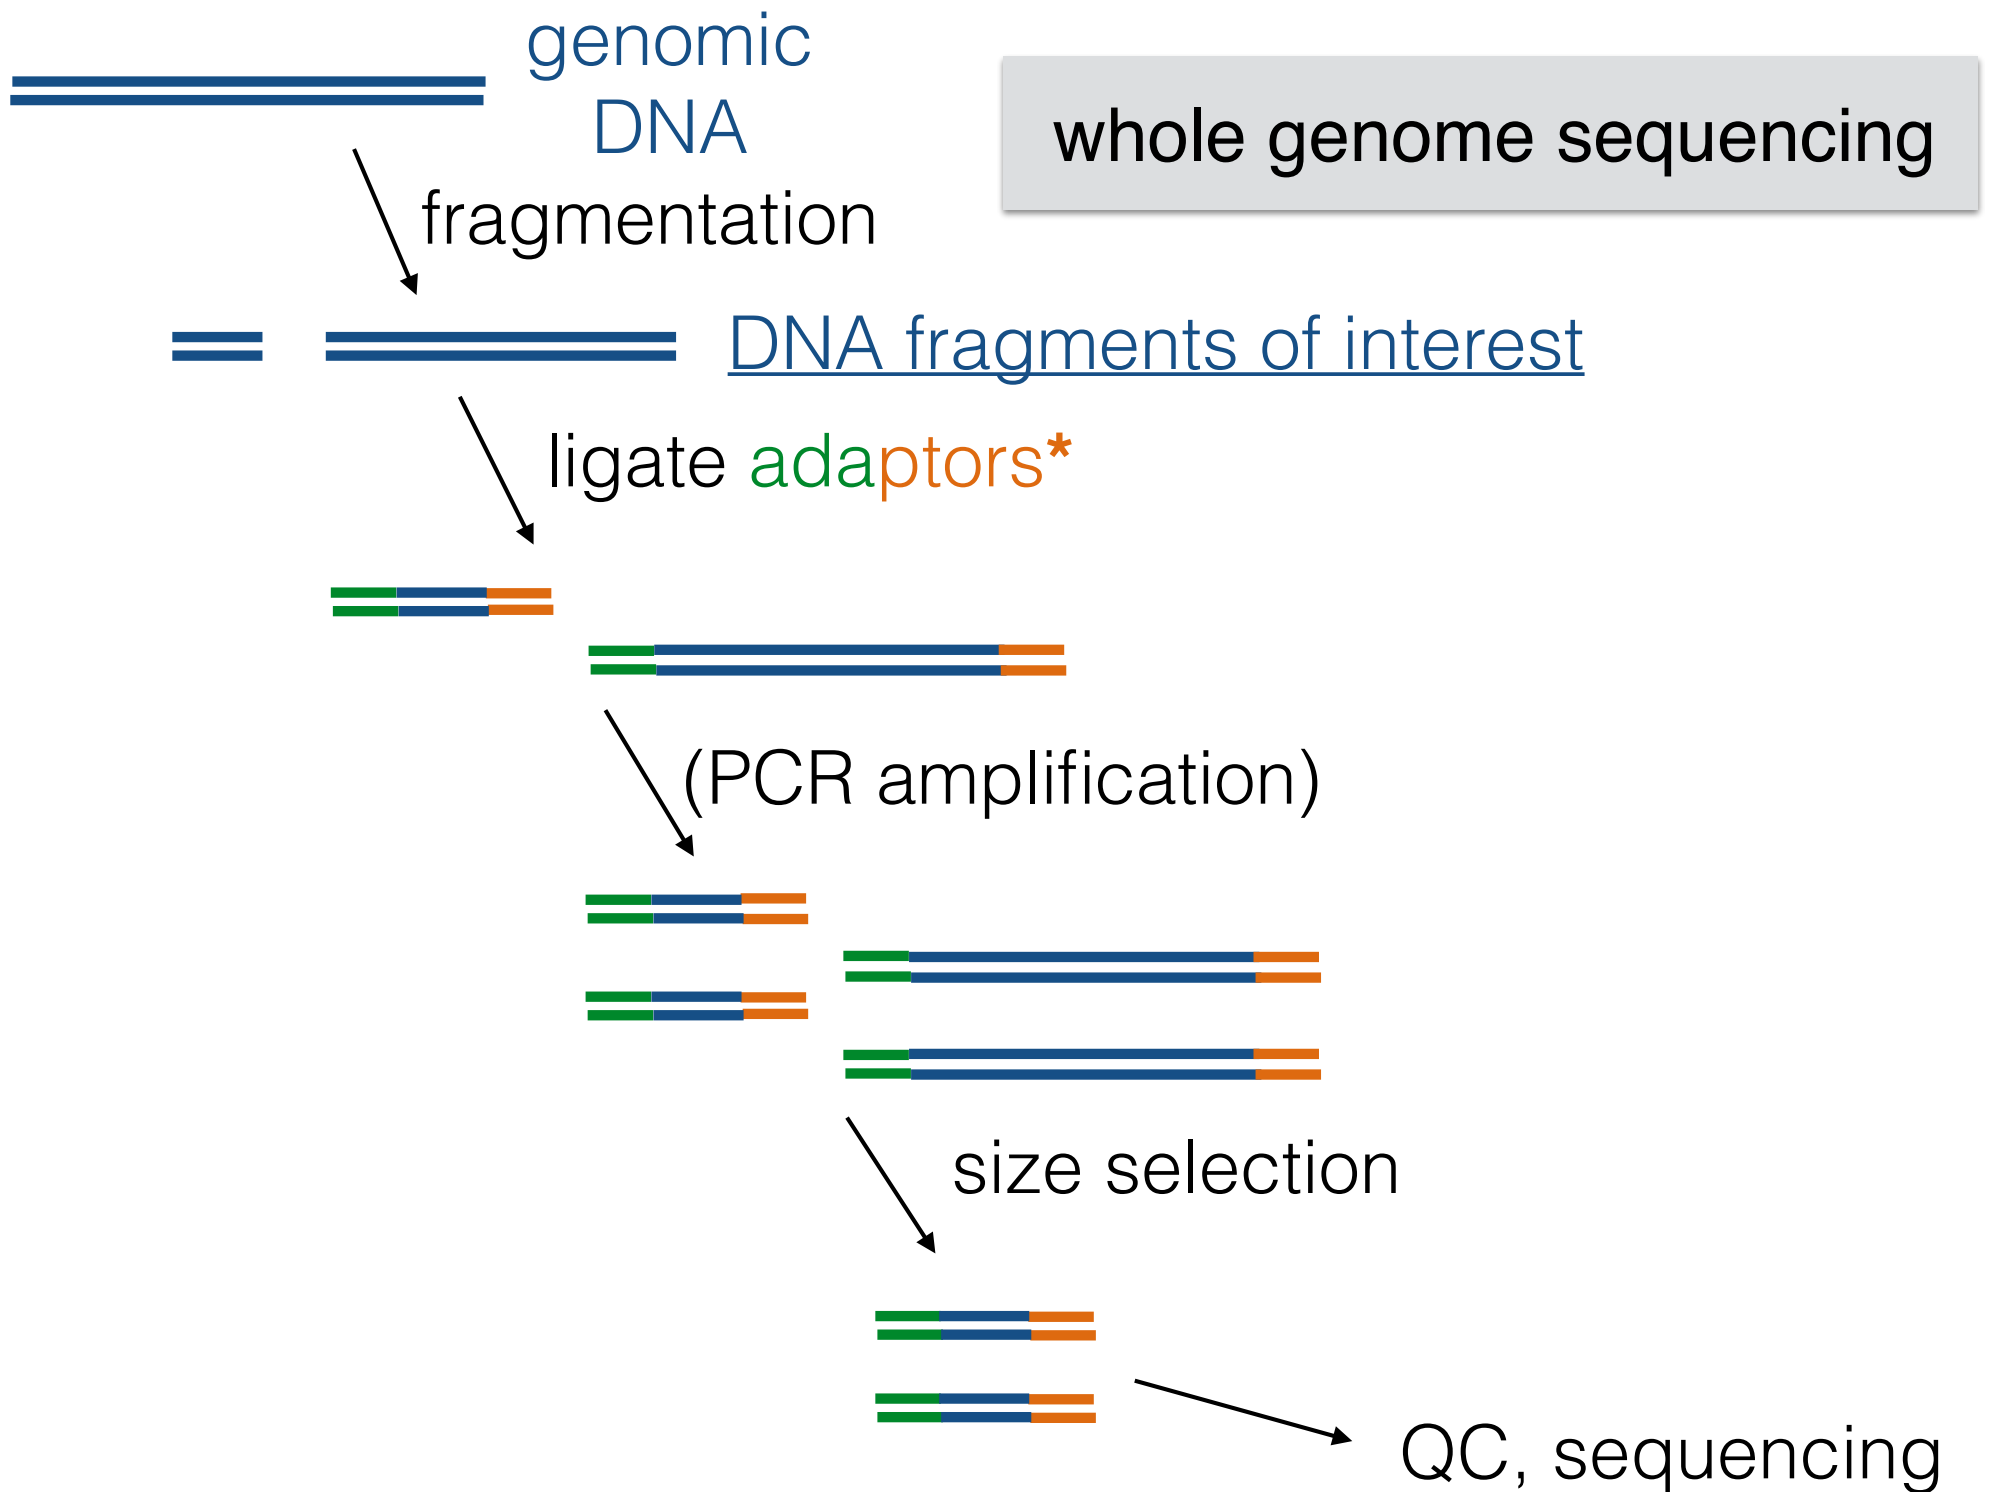 genomic
DNA
whole genome sequencing
fragmentation
DNA fragments of interest
ligate adaptors*
(PCR amplification)
size selection
QC, sequencing